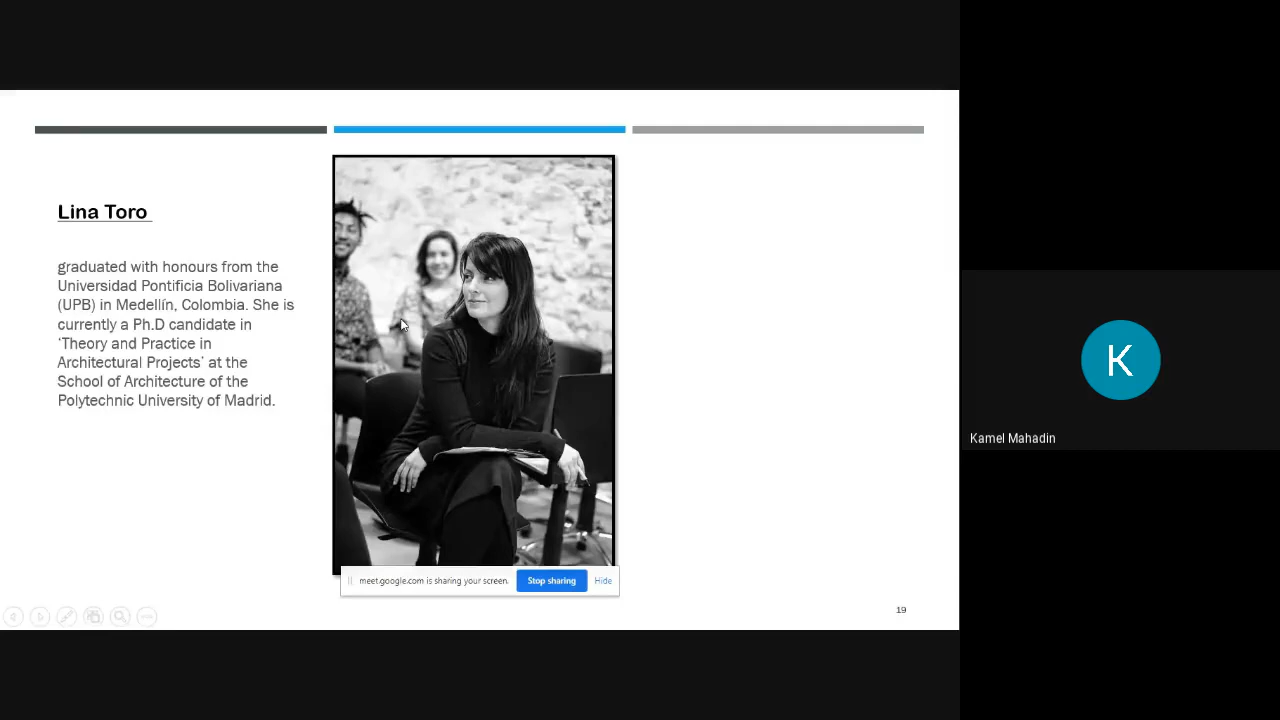 Lina Toro
graduated with honours from the
Universidad Pontificia Bolivariana
(UPB) in Medellín, Colombia. She is
currently a Ph.D candidate in
‘Theory and Practice in
Architectural Projects’ at the
School of Architecture of the
Polytechnic University of Madrid.
meet.google.com is sharing your screen. Stop sharing Hide
19
K
Kamel Mahadin